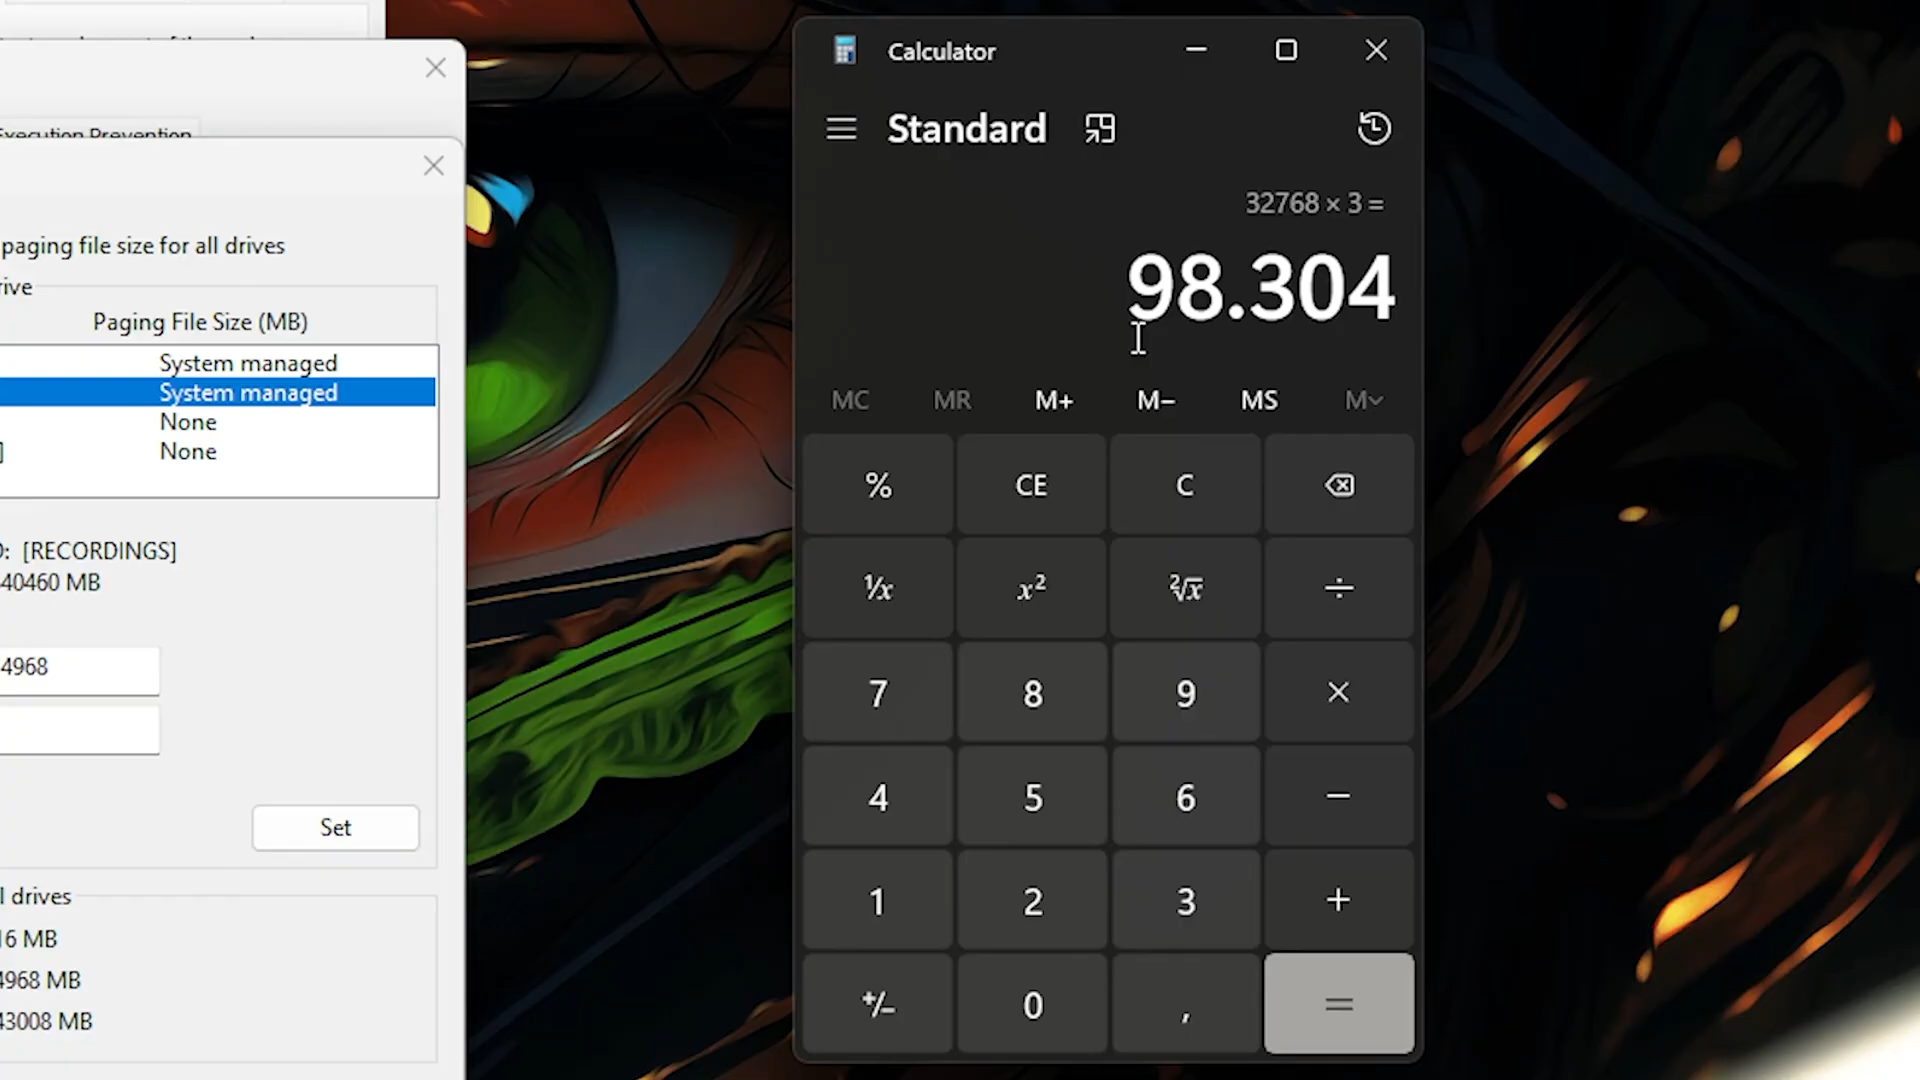 Execution Prevention
paging file size for all drives
rive
Paging File Size (MB)
System managed
System managed
None
None
]
[RECORDINGS]
40460 MB
4968
Set
l drives
16 MB
4968 MB
43008 MB
Calculator
Standard
32768 × 3 =
98.304
MC MR M+ M− MS M
% CE C
⅟x x² ²√x ÷
7 8 9 ×
4 5 6 −
1 2 3 +
+/− 0 , =